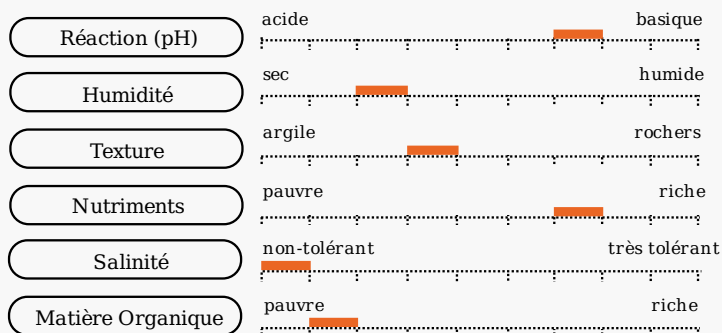 acide basique
Réaction (pH)
sec humide
Humidité
argile rochers
Texture
pauvre riche
Nutriments
non-tolérant très tolérant
Salinité
pauvre riche
Matière Organique